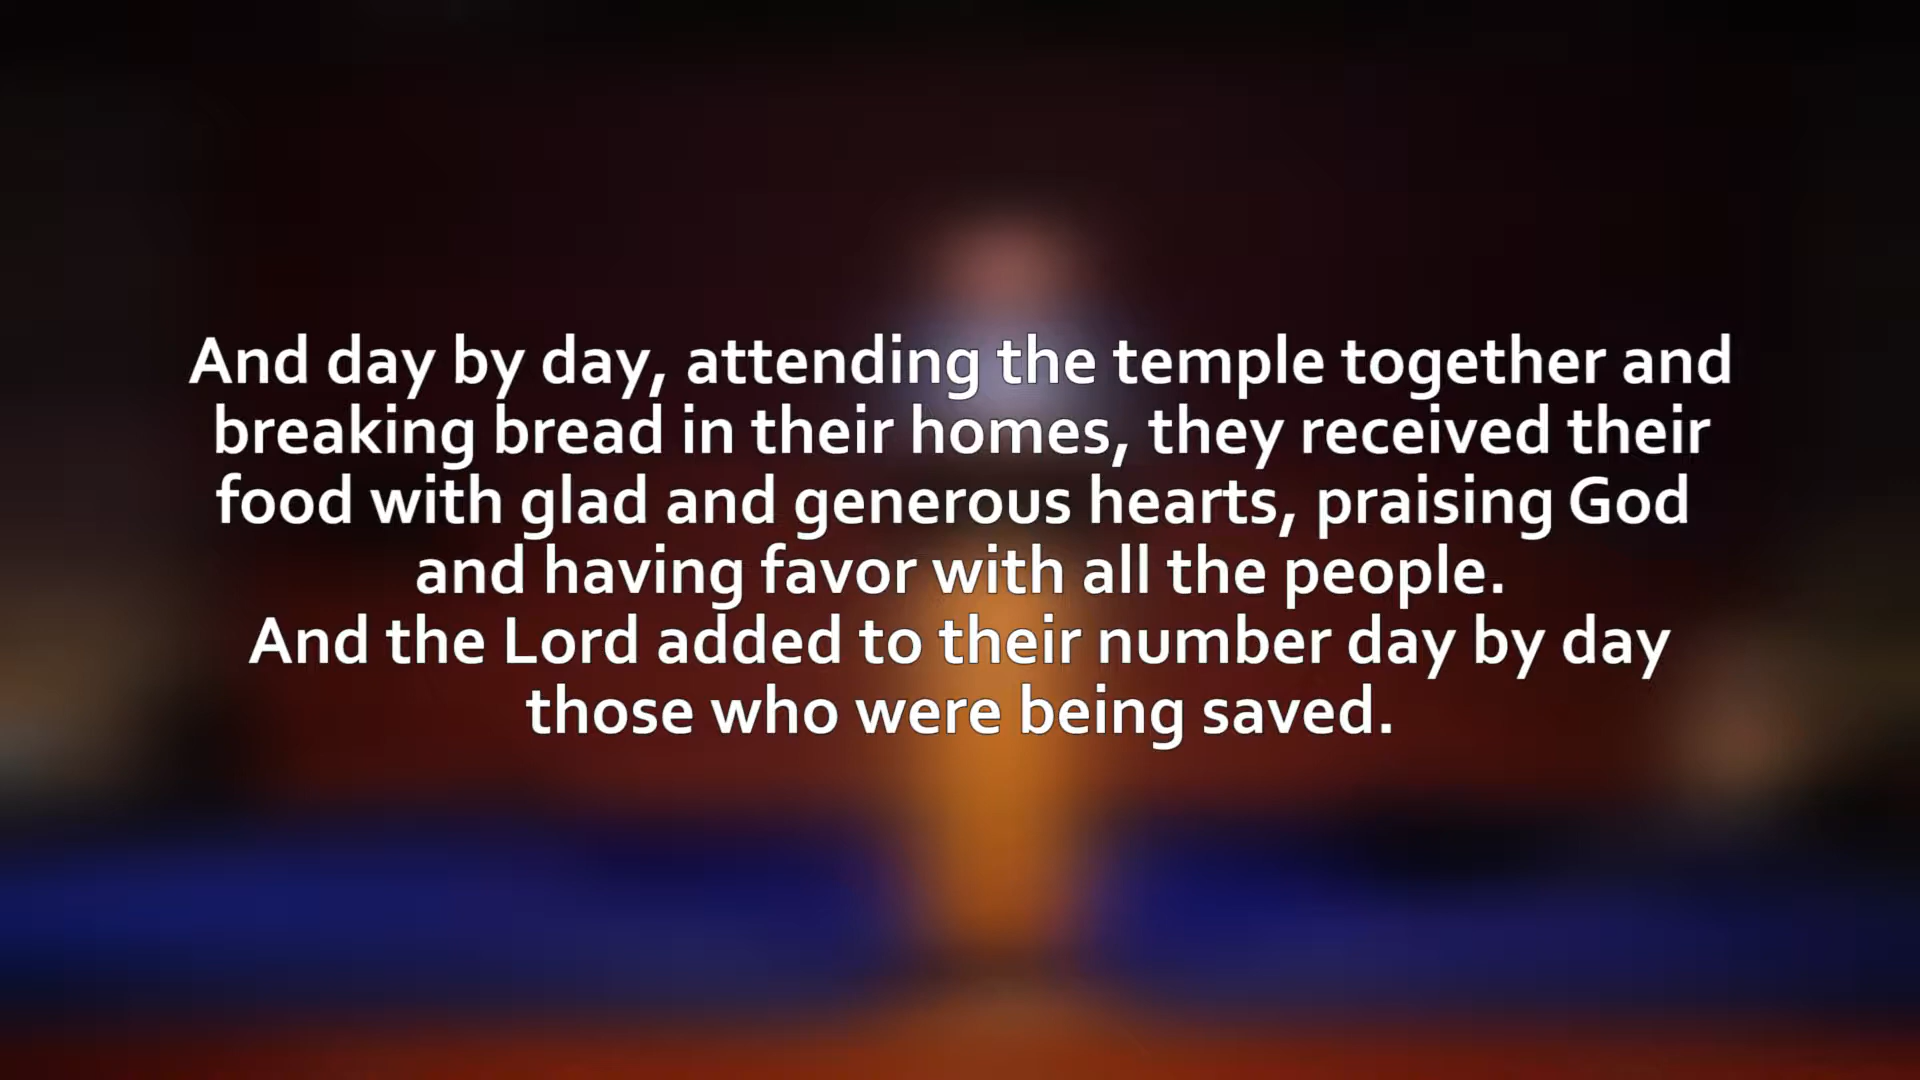 And day by day, attending the temple together and
breaking bread in their homes, they received their
food with glad and generous hearts, praising God
and having favor with all the people.
And the Lord added to their number day by day
those who were being saved.